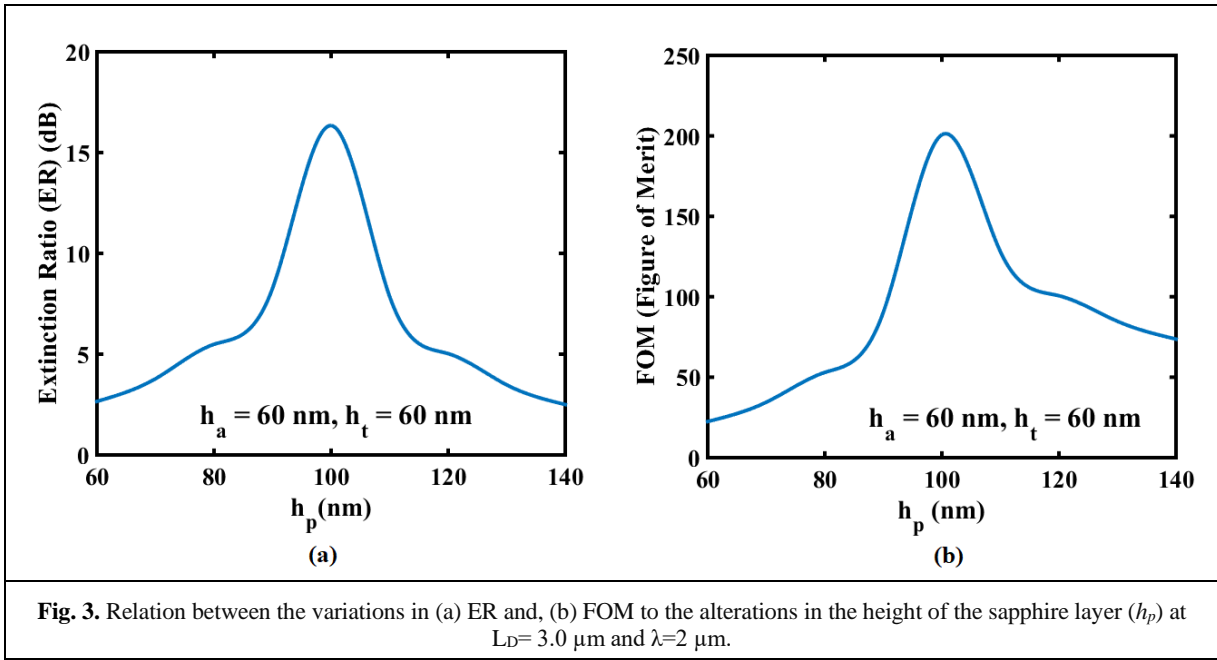 20
15
10
5
0
Extinction Ratio (ER) (dB)
h_a = 60 nm, h_t = 60 nm
60 80 100 120 140
h_p(nm)
(a)
250
200
150
100
50
0
FOM (Figure of Merit)
h_a = 60 nm, h_t = 60 nm
60 80 100 120 140
h_p (nm)
(b)
Fig. 3. Relation between the variations in (a) ER and, (b) FOM to the alterations in the height of the sapphire layer (h_p) at
L_D= 3.0 µm and λ=2 µm.